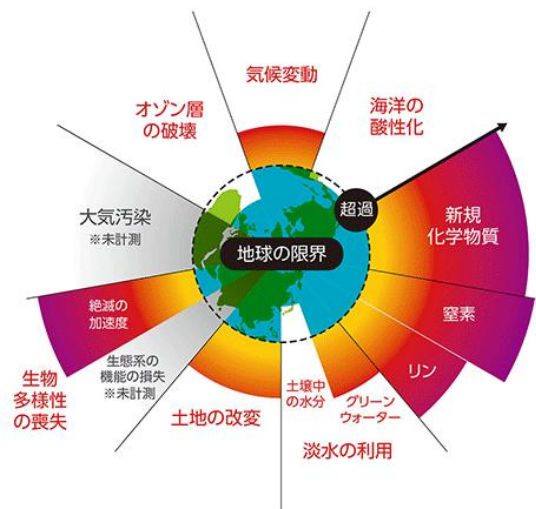 気候変動
オゾン層
の破壊
海洋の
酸性化
超過
大気汚染
※未計測
新規
化学物質
地球の限界
絶滅の
加速度
窒素
生態系の
機能の損失
※未計測
リン
生物
多様性
の喪失
土地の改変
土壌中
の水分
グリーン
ウォーター
淡水の利用